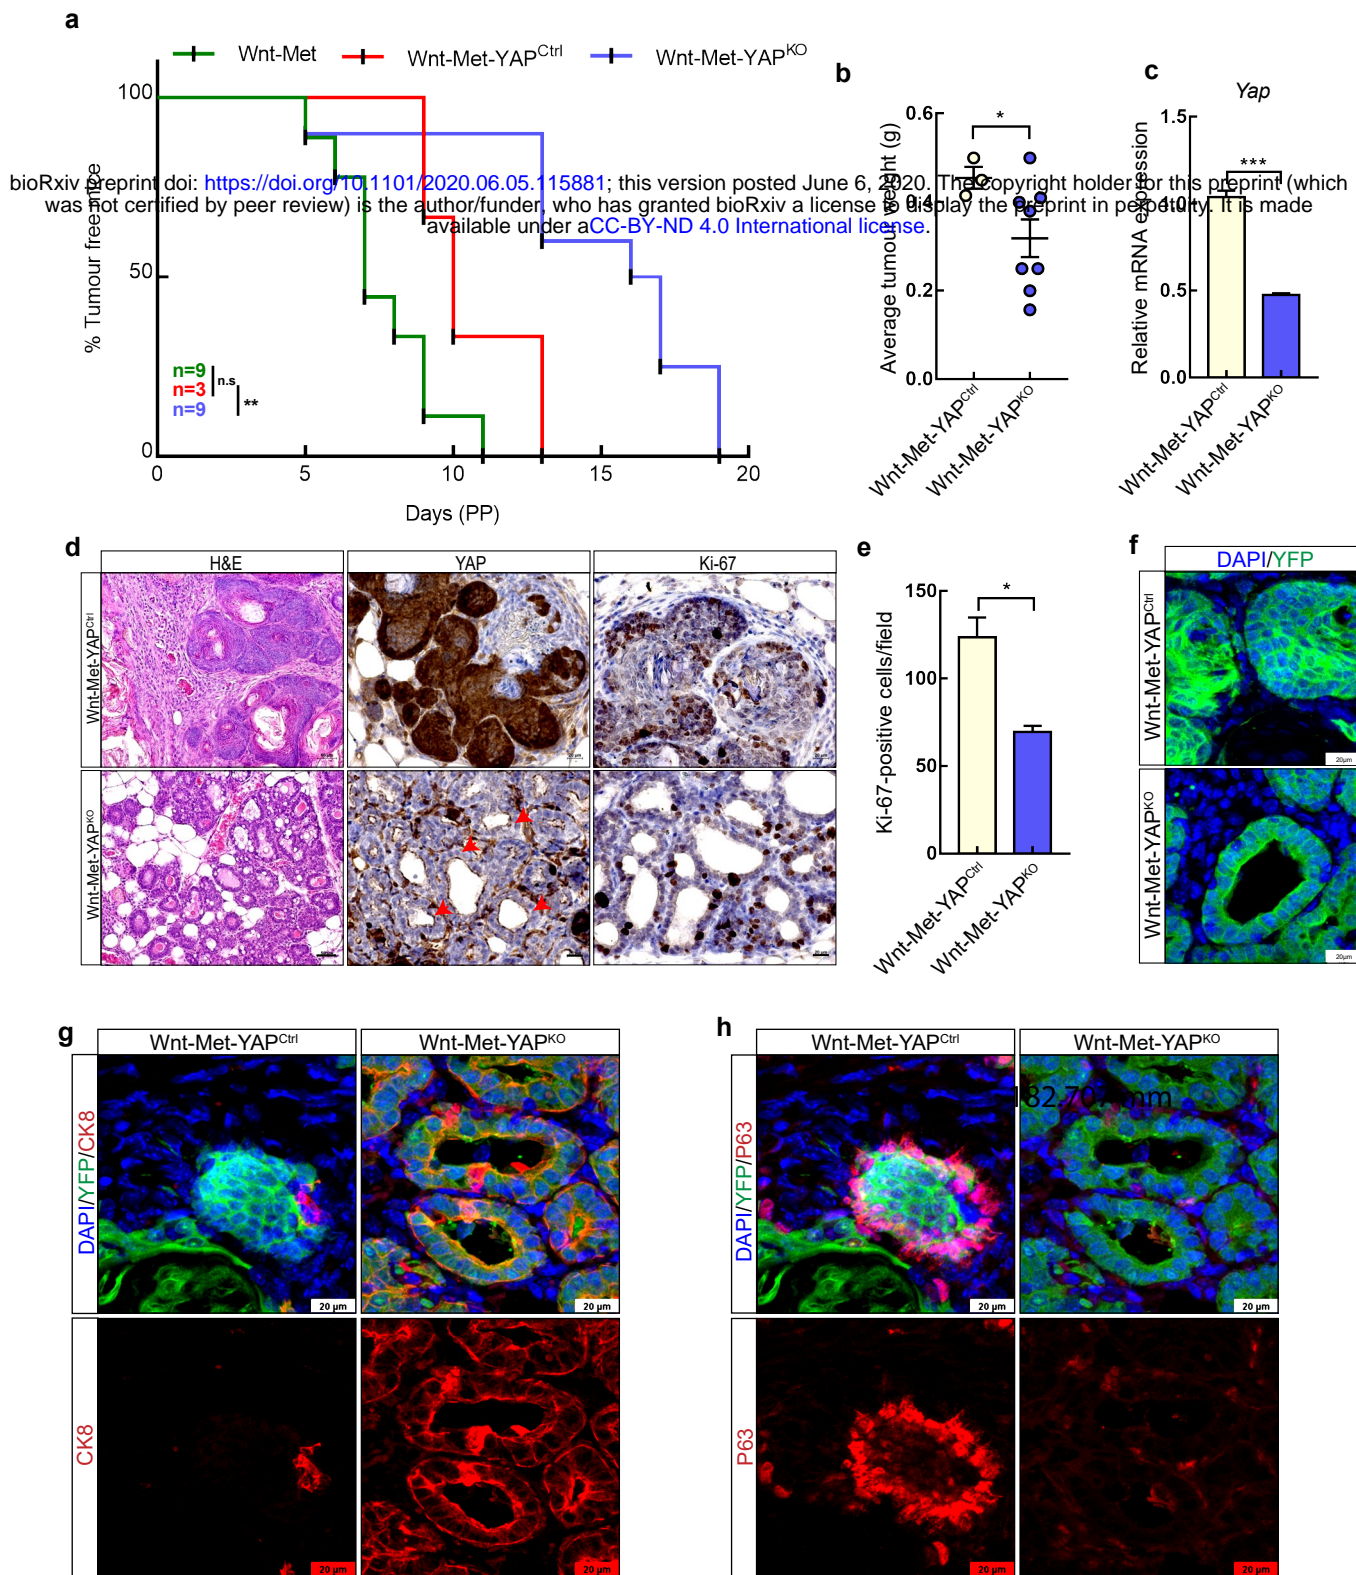 a
Wnt-Met
Wnt-Met-YAP^Ctrl
Wnt-Met-YAP^KO
100
50
0
% Tumour free mice
0 5 10 15 20
Days (PP)
n=9
n=3
n=9
n.s
**
bioRxiv preprint doi: https://doi.org/10.1101/2020.06.05.115881; this version posted June 6, 2020. The copyright holder for this preprint (which
was not certified by peer review) is the author/funder, who has granted bioRxiv a license to display the preprint in perpetuity. It is made
available under aCC-BY-ND 4.0 International license.
b
Average tumour weight (g)
0.6
0.4
0.2
0.0
*
Wnt-Met-YAP^Ctrl
Wnt-Met-YAP^KO
c
Yap
Relative mRNA expression
1.5
1.0
0.5
0.0
***
Wnt-Met-YAP^Ctrl
Wnt-Met-YAP^KO
d
H&E
YAP
Ki-67
Wnt-Met-YAP^Ctrl
Wnt-Met-YAP^KO
e
Ki-67-positive cells/field
150
100
50
0
*
Wnt-Met-YAP^Ctrl
Wnt-Met-YAP^KO
f
DAPI/YFP
Wnt-Met-YAP^Ctrl
20µm
Wnt-Met-YAP^KO
20µm
g
Wnt-Met-YAP^Ctrl
Wnt-Met-YAP^KO
DAPI/YFP/CK8
20 µm
20 µm
CK8
20 µm
20 µm
h
Wnt-Met-YAP^Ctrl
Wnt-Met-YAP^KO
182.707 mm
DAPI/YFP/P63
20 µm
20 µm
P63
20 µm
20 µm